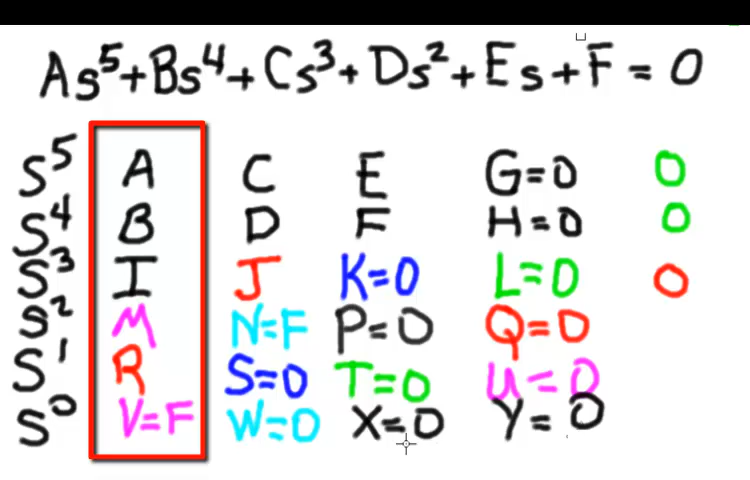 As⁵+Bs⁴+Cs³+Ds²+Es+F=0
S⁵ A C E G=0 0
S⁴ B D F H=0 0
S³ I J K=0 L=0 0
S² M N=F P=0 Q=0
S¹ R S=0 T=0 U=0
S⁰ V=F W=0 X=0 Y=0